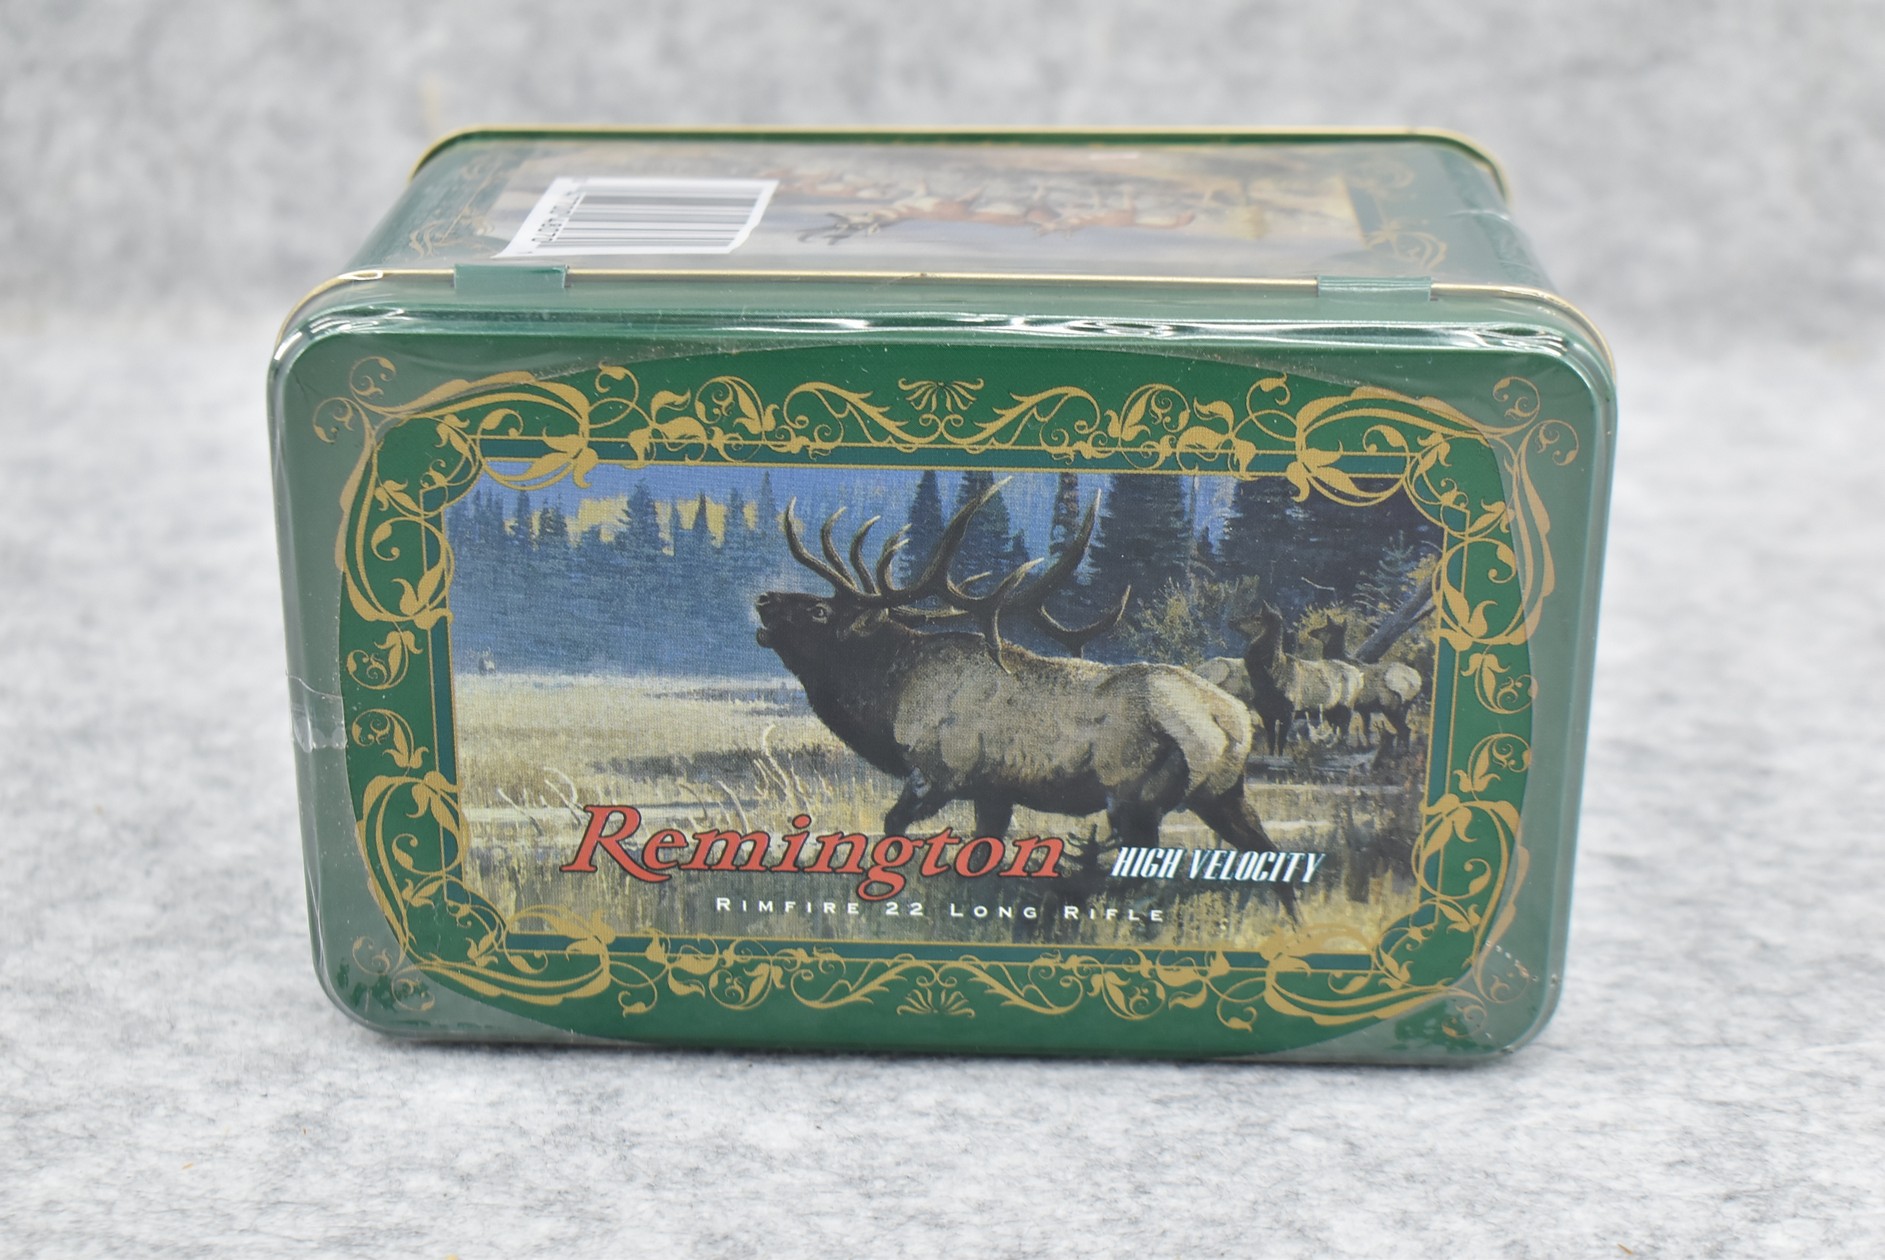 Remington HIGH VELOCITY
RIMFIRE 22 LONG RIFLE